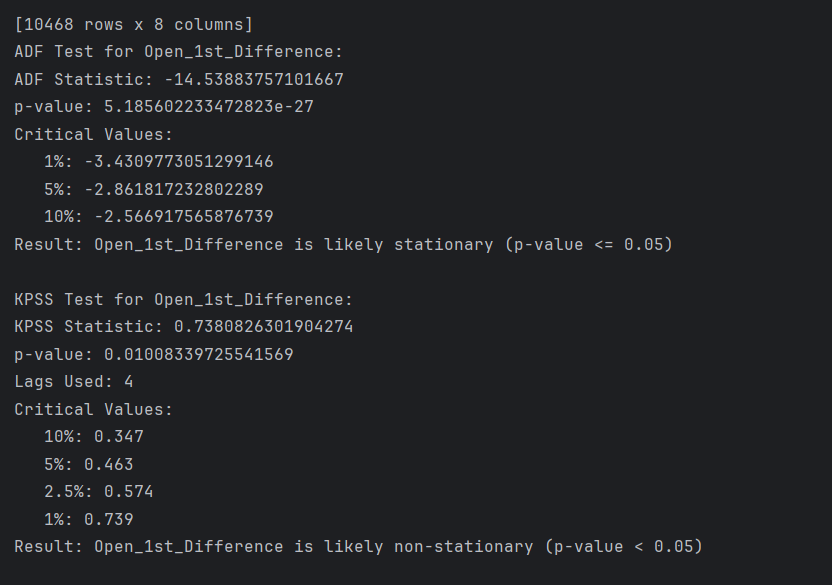 [10468 rows x 8 columns]
ADF Test for Open_1st_Difference:
ADF Statistic: -14.53883757101667
p-value: 5.185602233472823e-27
Critical Values:
   1%: -3.4309773051299146
   5%: -2.861817232802289
   10%: -2.566917565876739
Result: Open_1st_Difference is likely stationary (p-value <= 0.05)

KPSS Test for Open_1st_Difference:
KPSS Statistic: 0.7380826301904274
p-value: 0.01008339725541569
Lags Used: 4
Critical Values:
   10%: 0.347
   5%: 0.463
   2.5%: 0.574
   1%: 0.739
Result: Open_1st_Difference is likely non-stationary (p-value < 0.05)